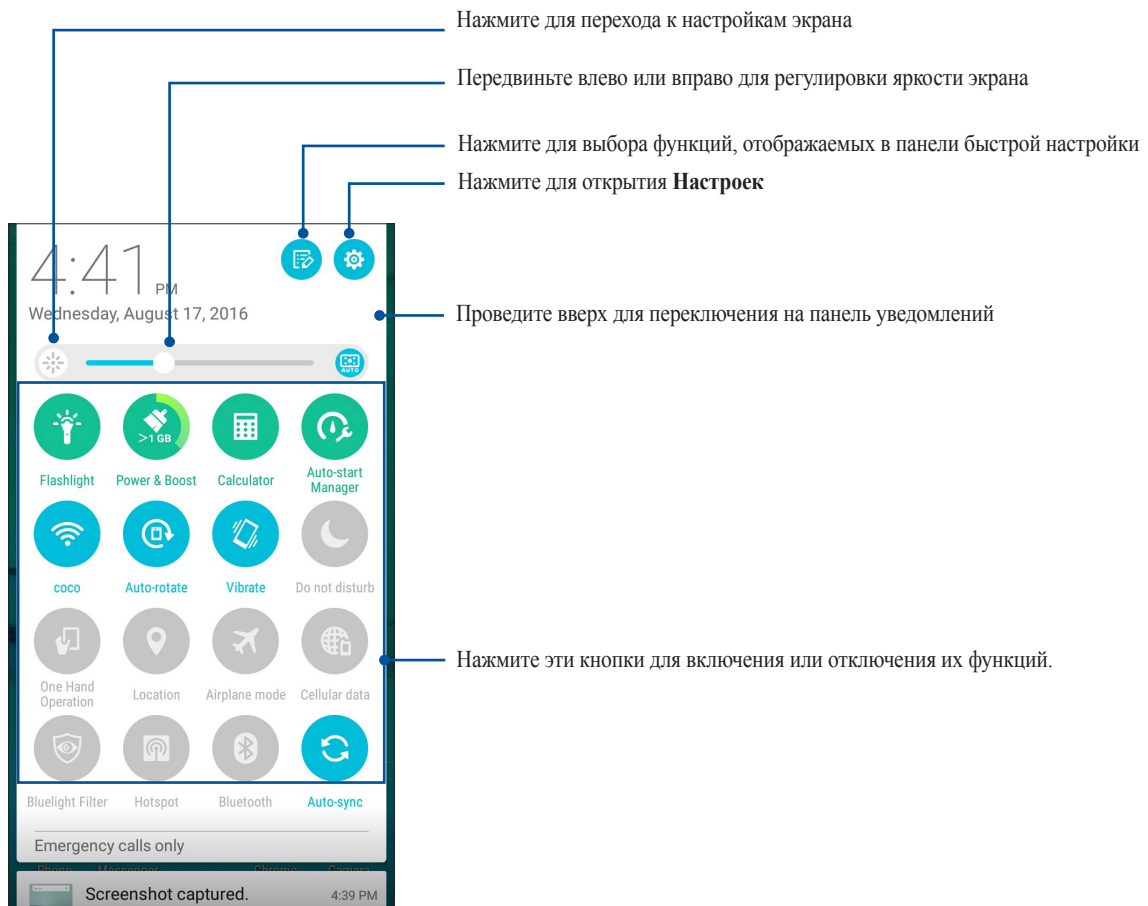 Нажмите для перехода к настройкам экрана
Передвиньте влево или вправо для регулировки яркости экрана
Нажмите для выбора функций, отображаемых в панели быстрой настройки
Нажмите для открытия Настроек
4:41 PM
Wednesday, August 17, 2016
Проведите вверх для переключения на панель уведомлений
AUTO
>1 GB
Flashlight
Power & Boost
Calculator
Auto-start
Manager
coco
Auto-rotate
Vibrate
Do not disturb
Нажмите эти кнопки для включения или отключения их функций.
One Hand
Operation
Location
Airplane mode
Cellular data
Bluelight Filter
Hotspot
Bluetooth
Auto-sync
Emergency calls only
Phone Messenger Chrome Camera
Screenshot captured. 4:39 PM